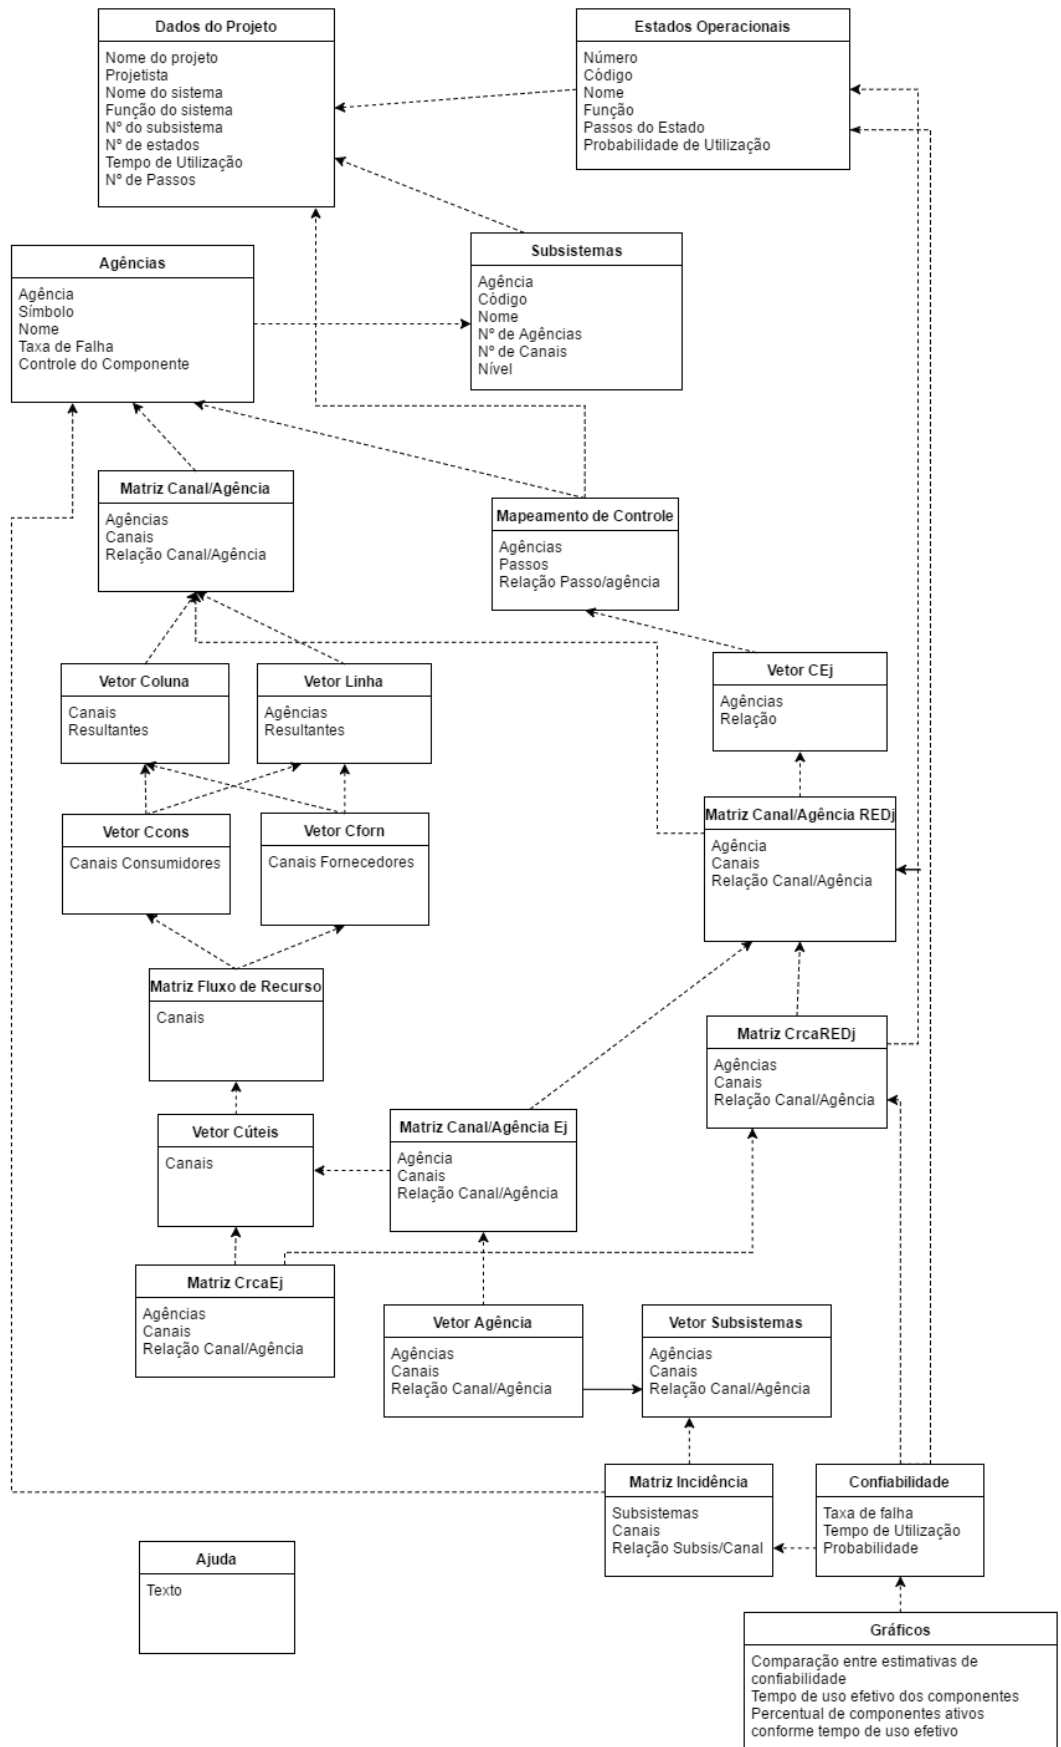 Dados do Projeto
Nome do projeto
Projetista
Nome do sistema
Função do sistema
Nº do subsistema
Nº de estados
Tempo de Utilização
Nº de Passos
Estados Operacionais
Número
Código
Nome
Função
Passos do Estado
Probabilidade de Utilização
Agências
Agência
Símbolo
Nome
Taxa de Falha
Controle do Componente
Subsistemas
Agência
Código
Nome
Nº de Agências
Nº de Canais
Nível
Matriz Canal/Agência
Agências
Canais
Relação Canal/Agência
Mapeamento de Controle
Agências
Passos
Relação Passo/agência
Vetor Coluna
Canais
Resultantes
Vetor Linha
Agências
Resultantes
Vetor CEj
Agências
Relação
Vetor Ccons
Canais Consumidores
Vetor Cforn
Canais Fornecedores
Matriz Canal/Agência REDj
Agência
Canais
Relação Canal/Agência
Matriz Fluxo de Recurso
Canais
Matriz CrcaREDj
Agências
Canais
Relação Canal/Agência
Vetor Cúteis
Canais
Matriz Canal/Agência Ej
Agência
Canais
Relação Canal/Agência
Matriz CrcaEj
Agências
Canais
Relação Canal/Agência
Vetor Agência
Agências
Canais
Relação Canal/Agência
Vetor Subsistemas
Agências
Canais
Relação Canal/Agência
Matriz Incidência
Subsistemas
Canais
Relação Subsis/Canal
Confiabilidade
Taxa de falha
Tempo de Utilização
Probabilidade
Ajuda
Texto
Gráficos
Comparação entre estimativas de
confiabilidade
Tempo de uso efetivo dos componentes
Percentual de componentes ativos
conforme tempo de uso efetivo